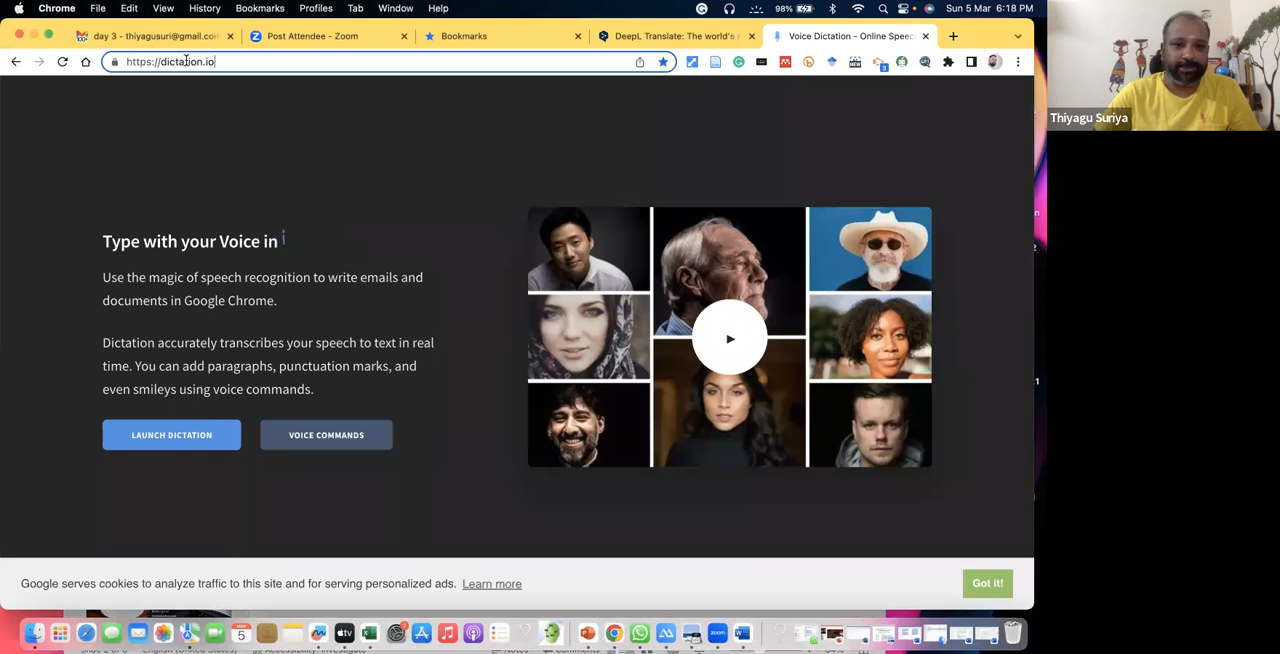 Chrome File Edit View History Bookmarks Profiles Tab Window Help 98% Sun 5 Mar 6:18 PM
day 3 - thiyagusuri@gmail.con
Post Attendee - Zoom
Bookmarks
DeepL Translate: The world's
Voice Dictation - Online Speec
https://dictation.io
3
Thiyagu Suriya
Type with your Voice in
Use the magic of speech recognition to write emails and
documents in Google Chrome.
Dictation accurately transcribes your speech to text in real
time. You can add paragraphs, punctuation marks, and
even smileys using voice commands.
LAUNCH DICTATION
VOICE COMMANDS
Google serves cookies to analyze traffic to this site and for serving personalized ads. Learn more
Got it!